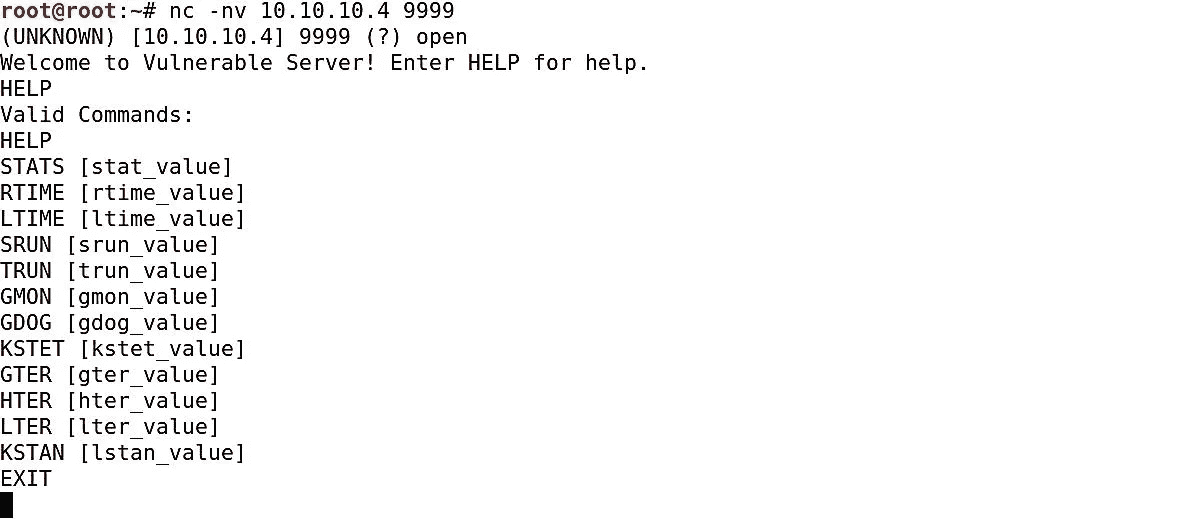 root@root:~# nc -nv 10.10.10.4 9999
(UNKNOWN) [10.10.10.4] 9999 (?) open
Welcome to Vulnerable Server! Enter HELP for help.
HELP
Valid Commands:
HELP
STATS [stat_value]
RTIME [rtime_value]
LTIME [ltime_value]
SRUN [srun_value]
TRUN [trun_value]
GMON [gmon_value]
GDOG [gdog_value]
KSTET [kstet_value]
GTER [gter_value]
HTER [hter_value]
LTER [lter_value]
KSTAN [lstan_value]
EXIT